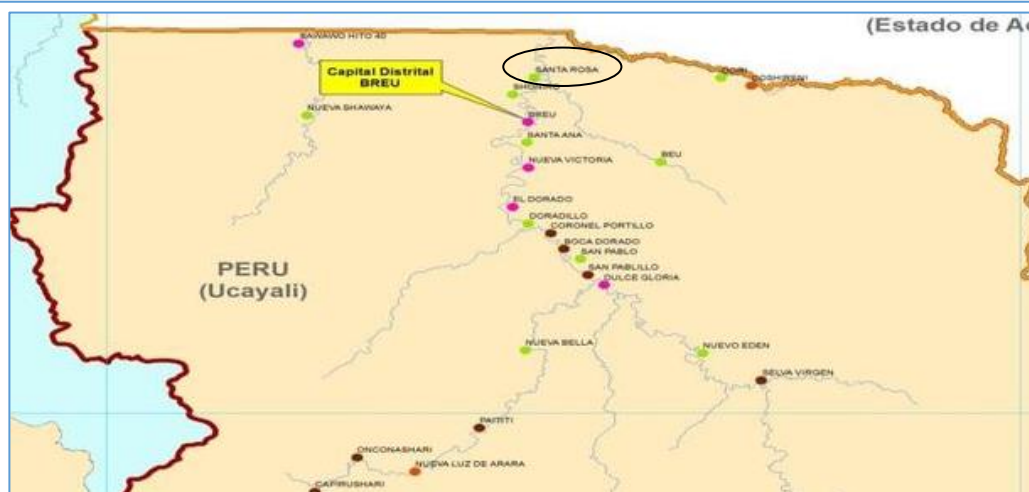 (Estado de Ac
SAWAWO HITO 40
SANTA ROSA
Capital Distrital
BREU
NUEVA SHAWAYA
BREU
SANTA ANA
NUEVA VICTORIA
BEU
EL DORADO
DORADILLO
CORONEL PORTILLO
BOCA DORADO
SAN PABLO
SAN PABLILLO
DULCE GLORIA
PERU
(Ucayali)
NUEVA BELLA
NUEVO EDEN
SELVA VIRGEN
PAITITI
ONCONASHARI
NUEVA LUZ DE ARARA
CAPIRUSHARI